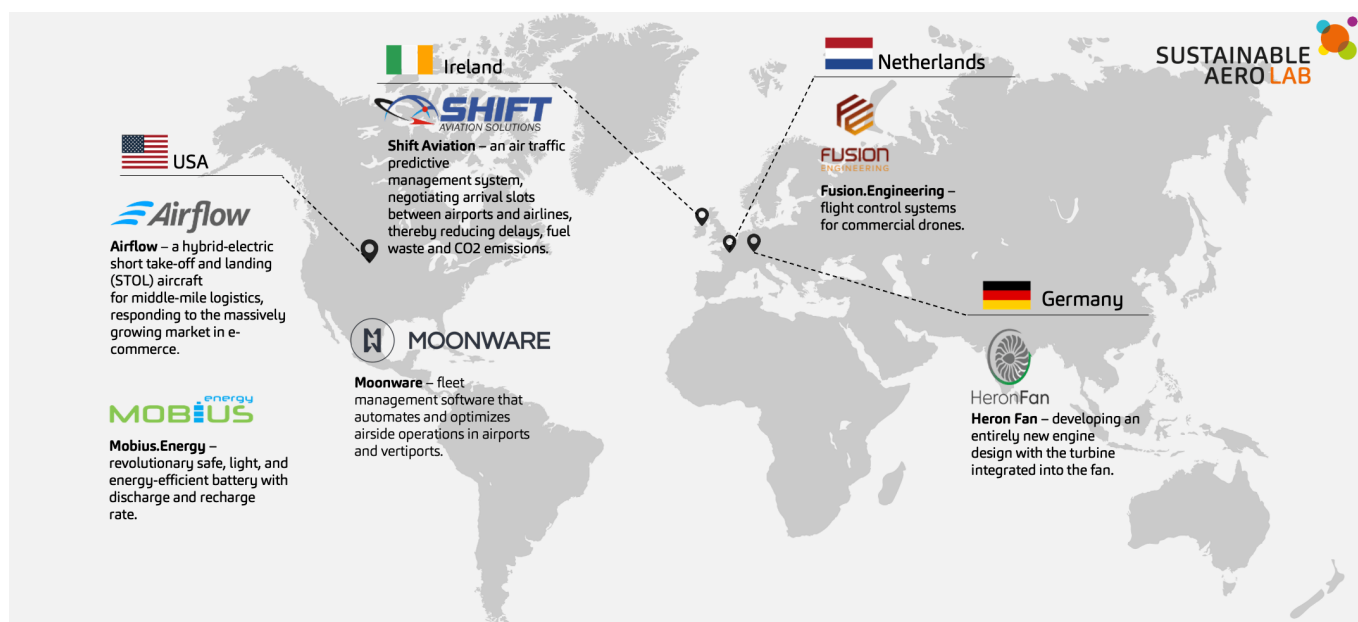 SUSTAINABLE
AERO LAB
USA
Airflow
Airflow – a hybrid-electric
short take-off and landing
(STOL) aircraft
for middle-mile logistics,
responding to the massively
growing market in e-
commerce.
energy
MOBIUS
Mobius.Energy –
revolutionary safe, light, and
energy-efficient battery with
discharge and recharge
rate.
Ireland
SHIFT
AVIATION SOLUTIONS
Shift Aviation – an air traffic
predictive
management system,
negotiating arrival slots
between airports and airlines,
thereby reducing delays, fuel
waste and CO2 emissions.
MOONWARE
Moonware – fleet
management software that
automates and optimizes
airside operations in airports
and vertiports.
Netherlands
FUSION
ENGINEERING
Fusion.Engineering –
flight control systems
for commercial drones.
Germany
HeronFan
Heron Fan – developing an
entirely new engine
design with the turbine
integrated into the fan.